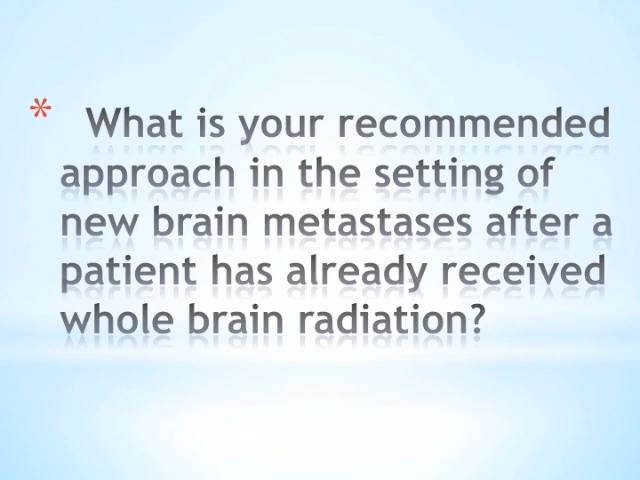 * What is your recommended
approach in the setting of
new brain metastases after a
patient has already received
whole brain radiation?